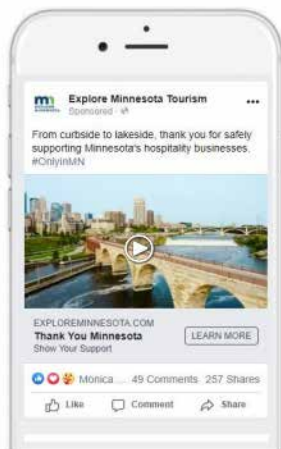 Explore Minnesota Tourism
Sponsored ·
From curbside to lakeside, thank you for safely
supporting Minnesota's hospitality businesses.
#OnlyinMN
EXPLOREMINNESOTA.COM
Thank You Minnesota
LEARN MORE
Show Your Support
Monica ... 49 Comments 257 Shares
Like Comment Share